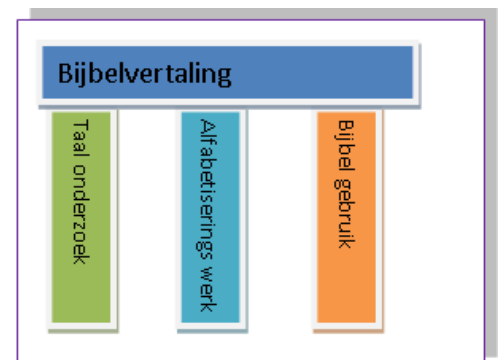 Bijbelvertaling
Taal onderzoek
Alfabetiserings werk
Bijbel gebruik